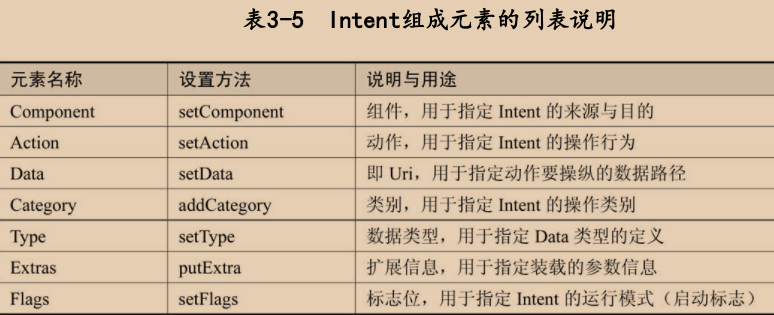 表3-5 Intent组成元素的列表说明
元素名称 设置方法 说明与用途
Component setComponent 组件，用于指定 Intent 的来源与目的
Action setAction 动作，用于指定 Intent 的操作行为
Data setData 即 Uri，用于指定动作要操纵的数据路径
Category addCategory 类别，用于指定 Intent 的操作类别
Type setType 数据类型，用于指定 Data 类型的定义
Extras putExtra 扩展信息，用于指定装载的参数信息
Flags setFlags 标志位，用于指定 Intent 的运行模式（启动标志）